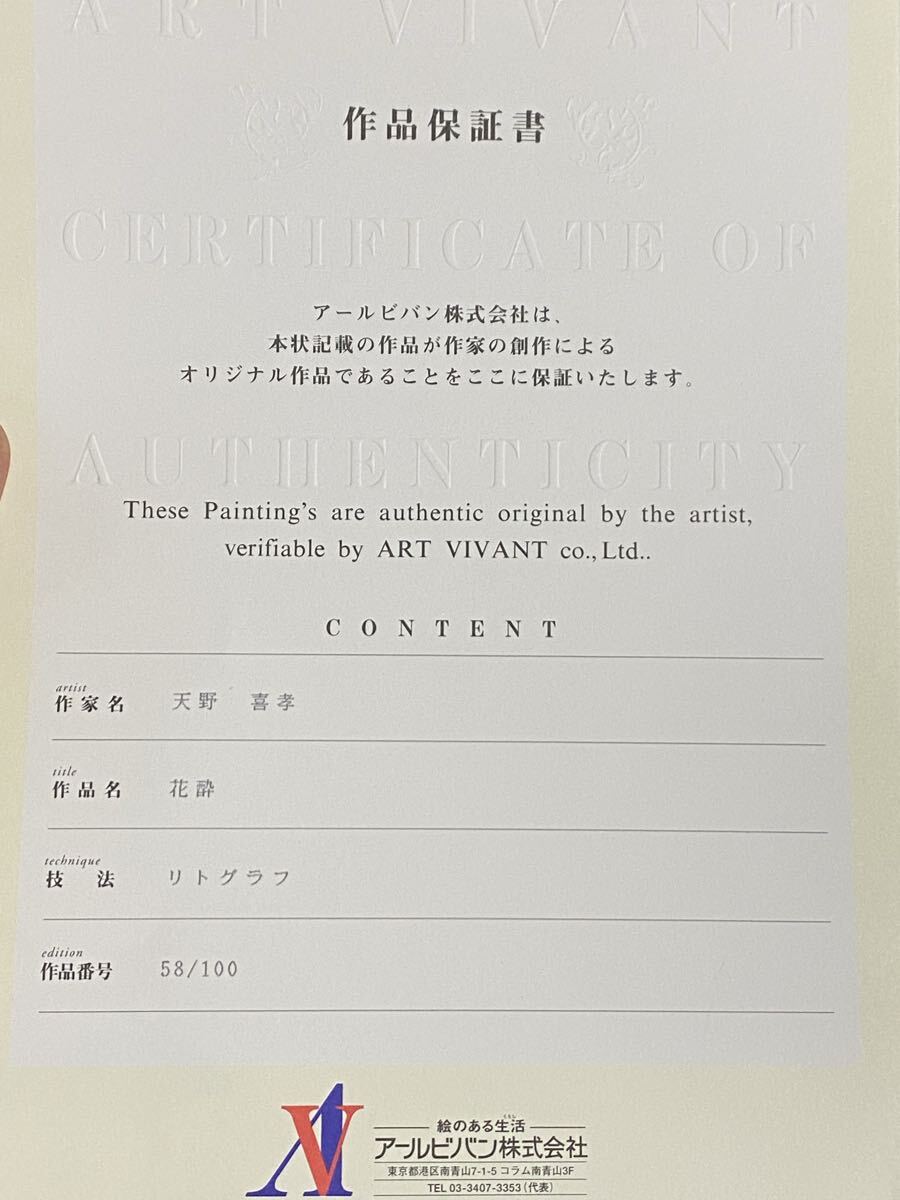 ART VIVANT
作品保証書
CERTIFICATE OF
アールビバン株式会社は、
本状記載の作品が作家の創作による
オリジナル作品であることをここに保証いたします。
AUTHENTICITY
These Painting's are authentic original by the artist,
verifiable by ART VIVANT co., Ltd..
CONTENT
artist
作家名 天野 喜孝
title
作品名 花酔
technique
技法 リトグラフ
edition
作品番号 58/100
AV
くらし
絵のある生活
アールビバン株式会社
東京都港区南青山7-1-5 コラム南青山3F
TEL 03-3407-3353(代表)